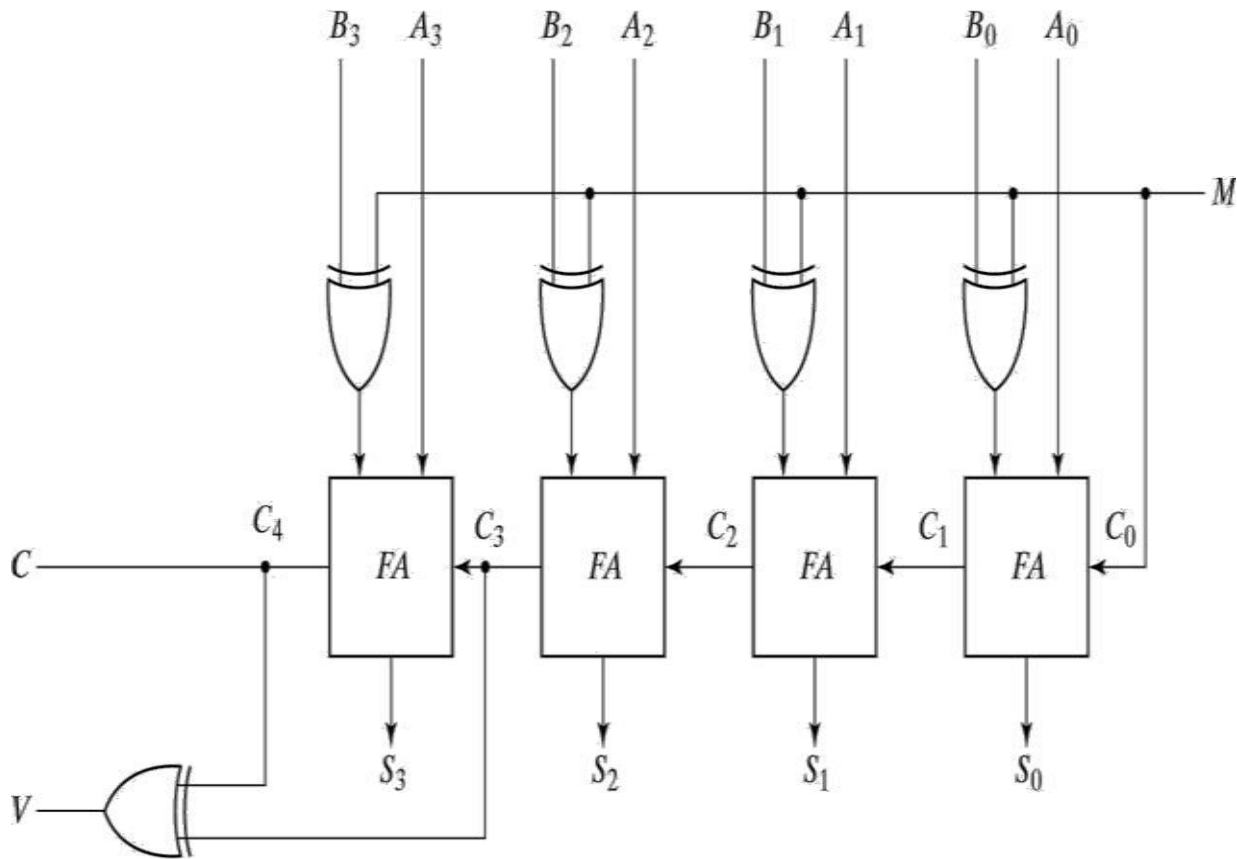 B₃ A₃ B₂ A₂ B₁ A₁ B₀ A₀
M
C₄ C₃ C₂ C₁ C₀
C FA FA FA FA
S₃ S₂ S₁ S₀
V